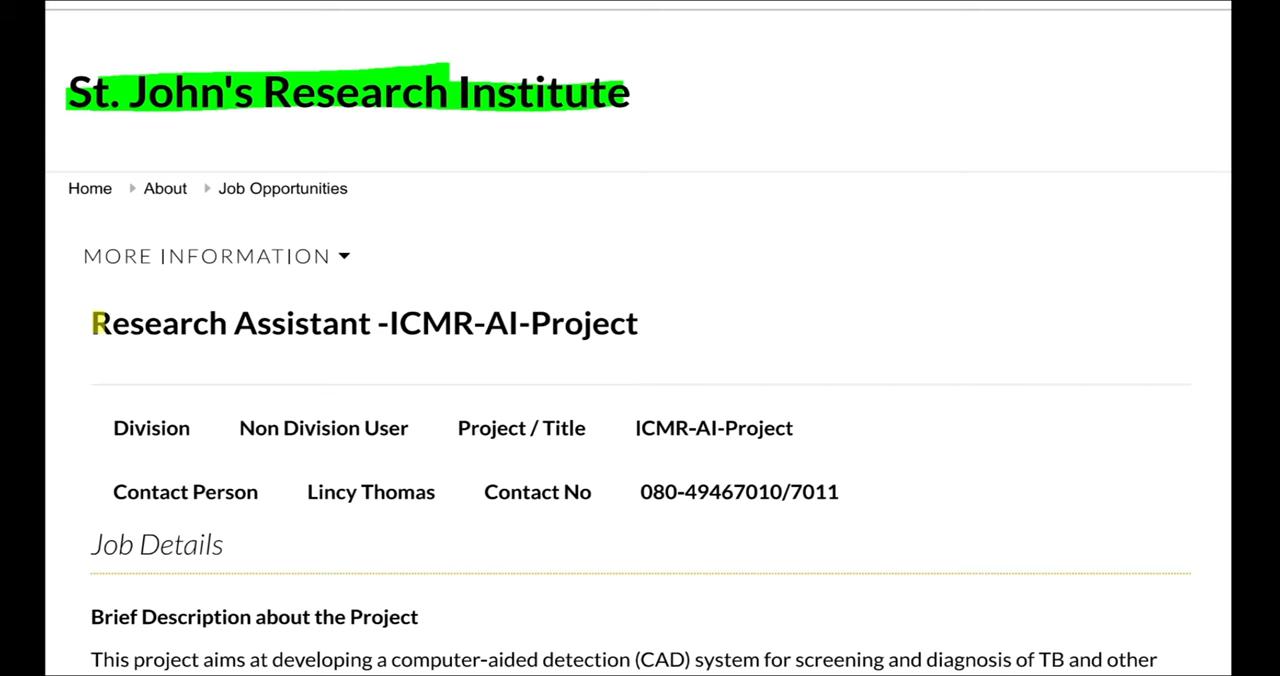 St. John's Research Institute
Home About Job Opportunities
MORE INFORMATION
Research Assistant -ICMR-AI-Project
Division Non Division User Project / Title ICMR-AI-Project
Contact Person Lincy Thomas Contact No 080-49467010/7011
Job Details
Brief Description about the Project
This project aims at developing a computer-aided detection (CAD) system for screening and diagnosis of TB and other